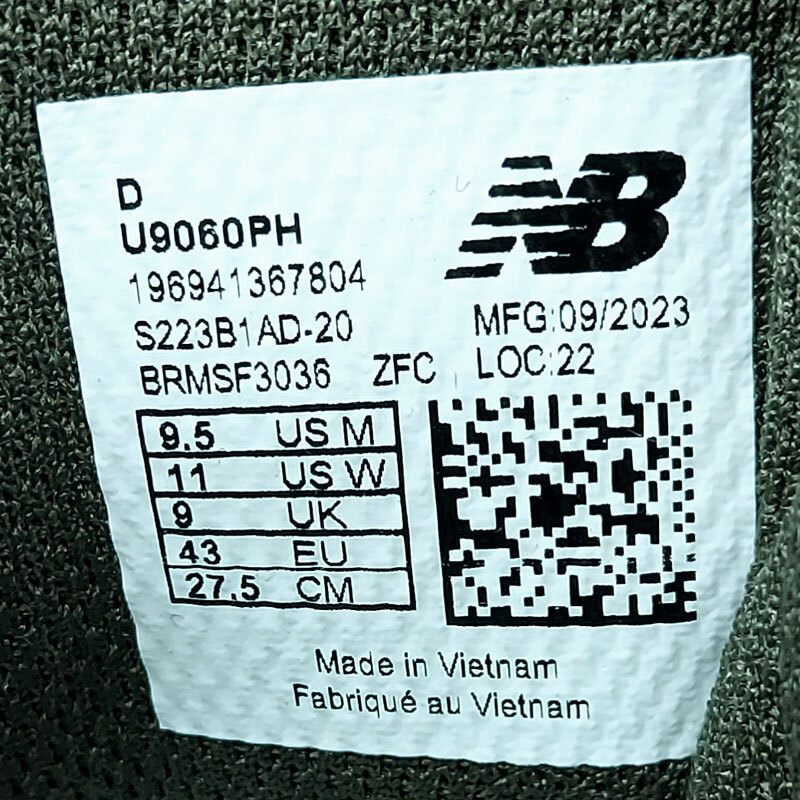 D
U9060PH
196941367804
S223B1AD-20
BRMSF3036 ZFC
NB
MFG:09/2023
LOC:22
9.5 US M
11 US W
9 UK
43 EU
27.5 CM
Made in Vietnam
Fabriqué au Vietnam